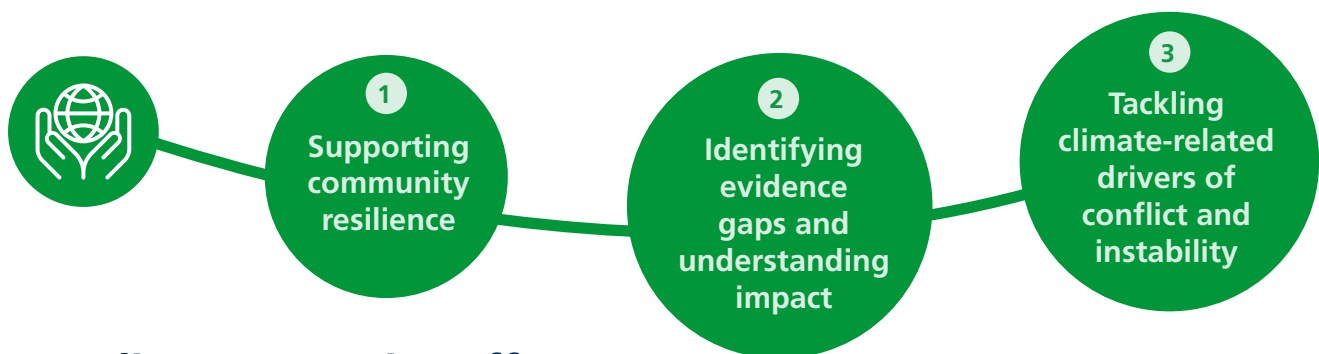 1
Supporting
community
resilience
2
Identifying
evidence
gaps and
understanding
impact
3
Tackling
climate-related
drivers of
conflict and
instability